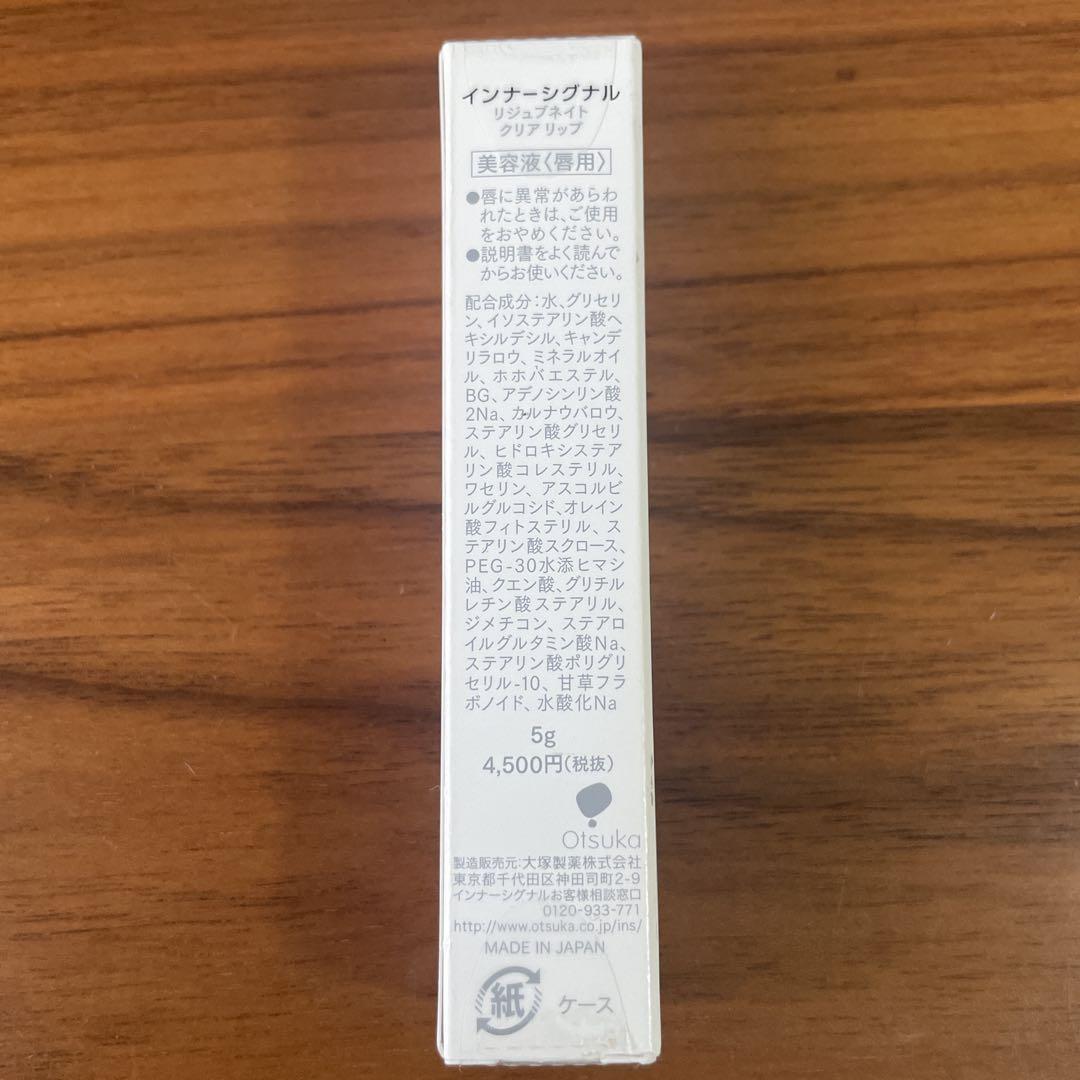 インナーシグナル
リジュブネイト
クリア リップ
美容液〈唇用〉
●唇に異常があらわ
れたときは、ご使用
をおやめください。
●説明書をよく読んで
からお使いください。
配合成分：水、グリセリ
ン、イソステアリン酸ヘ
キシルデシル、キャンデ
リラロウ、ミネラルオイ
ル、ホホバエステル、
BG、アデノシンリン酸
2Na、カルナウバロウ、
ステアリン酸グリセリ
ル、ヒドロキシステア
リン酸コレステリル、
ワセリン、アスコルビ
ルグルコシド、オレイン
酸フィトステリル、ス
テアリン酸スクロース、
PEG-30水添ヒマシ
油、クエン酸、グリチル
レチン酸ステアリル、
ジメチコン、ステアロ
イルグルタミン酸Na、
ステアリン酸ポリグリ
セリル-10、甘草フラ
ボノイド、水酸化Na
5g
4,500円(税抜)
Otsuka
製造販売元：大塚製薬株式会社
東京都千代田区神田司町2-9
インナーシグナルお客様相談窓口
0120-933-771
http://www.otsuka.co.jp/ins/
MADE IN JAPAN
紙 ケース